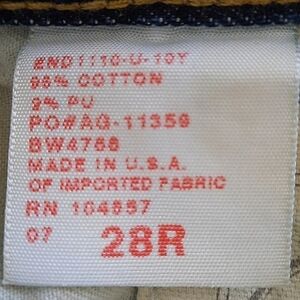 END1110-U-10Y
98% COTTON
2% PU
PO#AG-11359
BW4768
MADE IN U.S.A.
OF IMPORTED FABRIC
RN 104857
07 28R